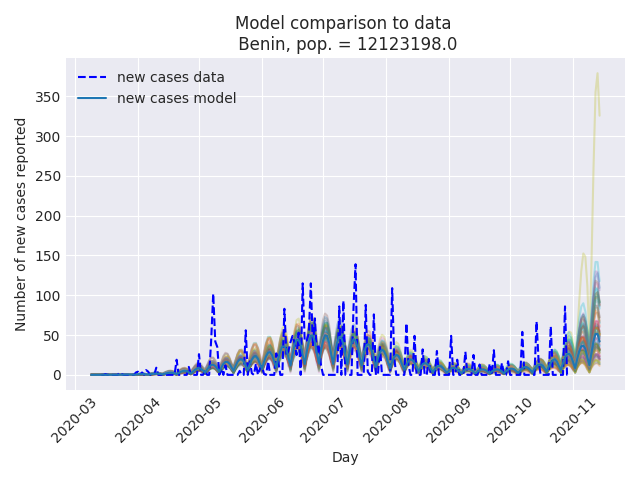 Model comparison to data
Benin, pop. = 12123198.0
new cases data
new cases model
Number of new cases reported
350
300
250
200
150
100
50
0
2020-03
2020-04
2020-05
2020-06
2020-07
2020-08
2020-09
2020-10
2020-11
Day